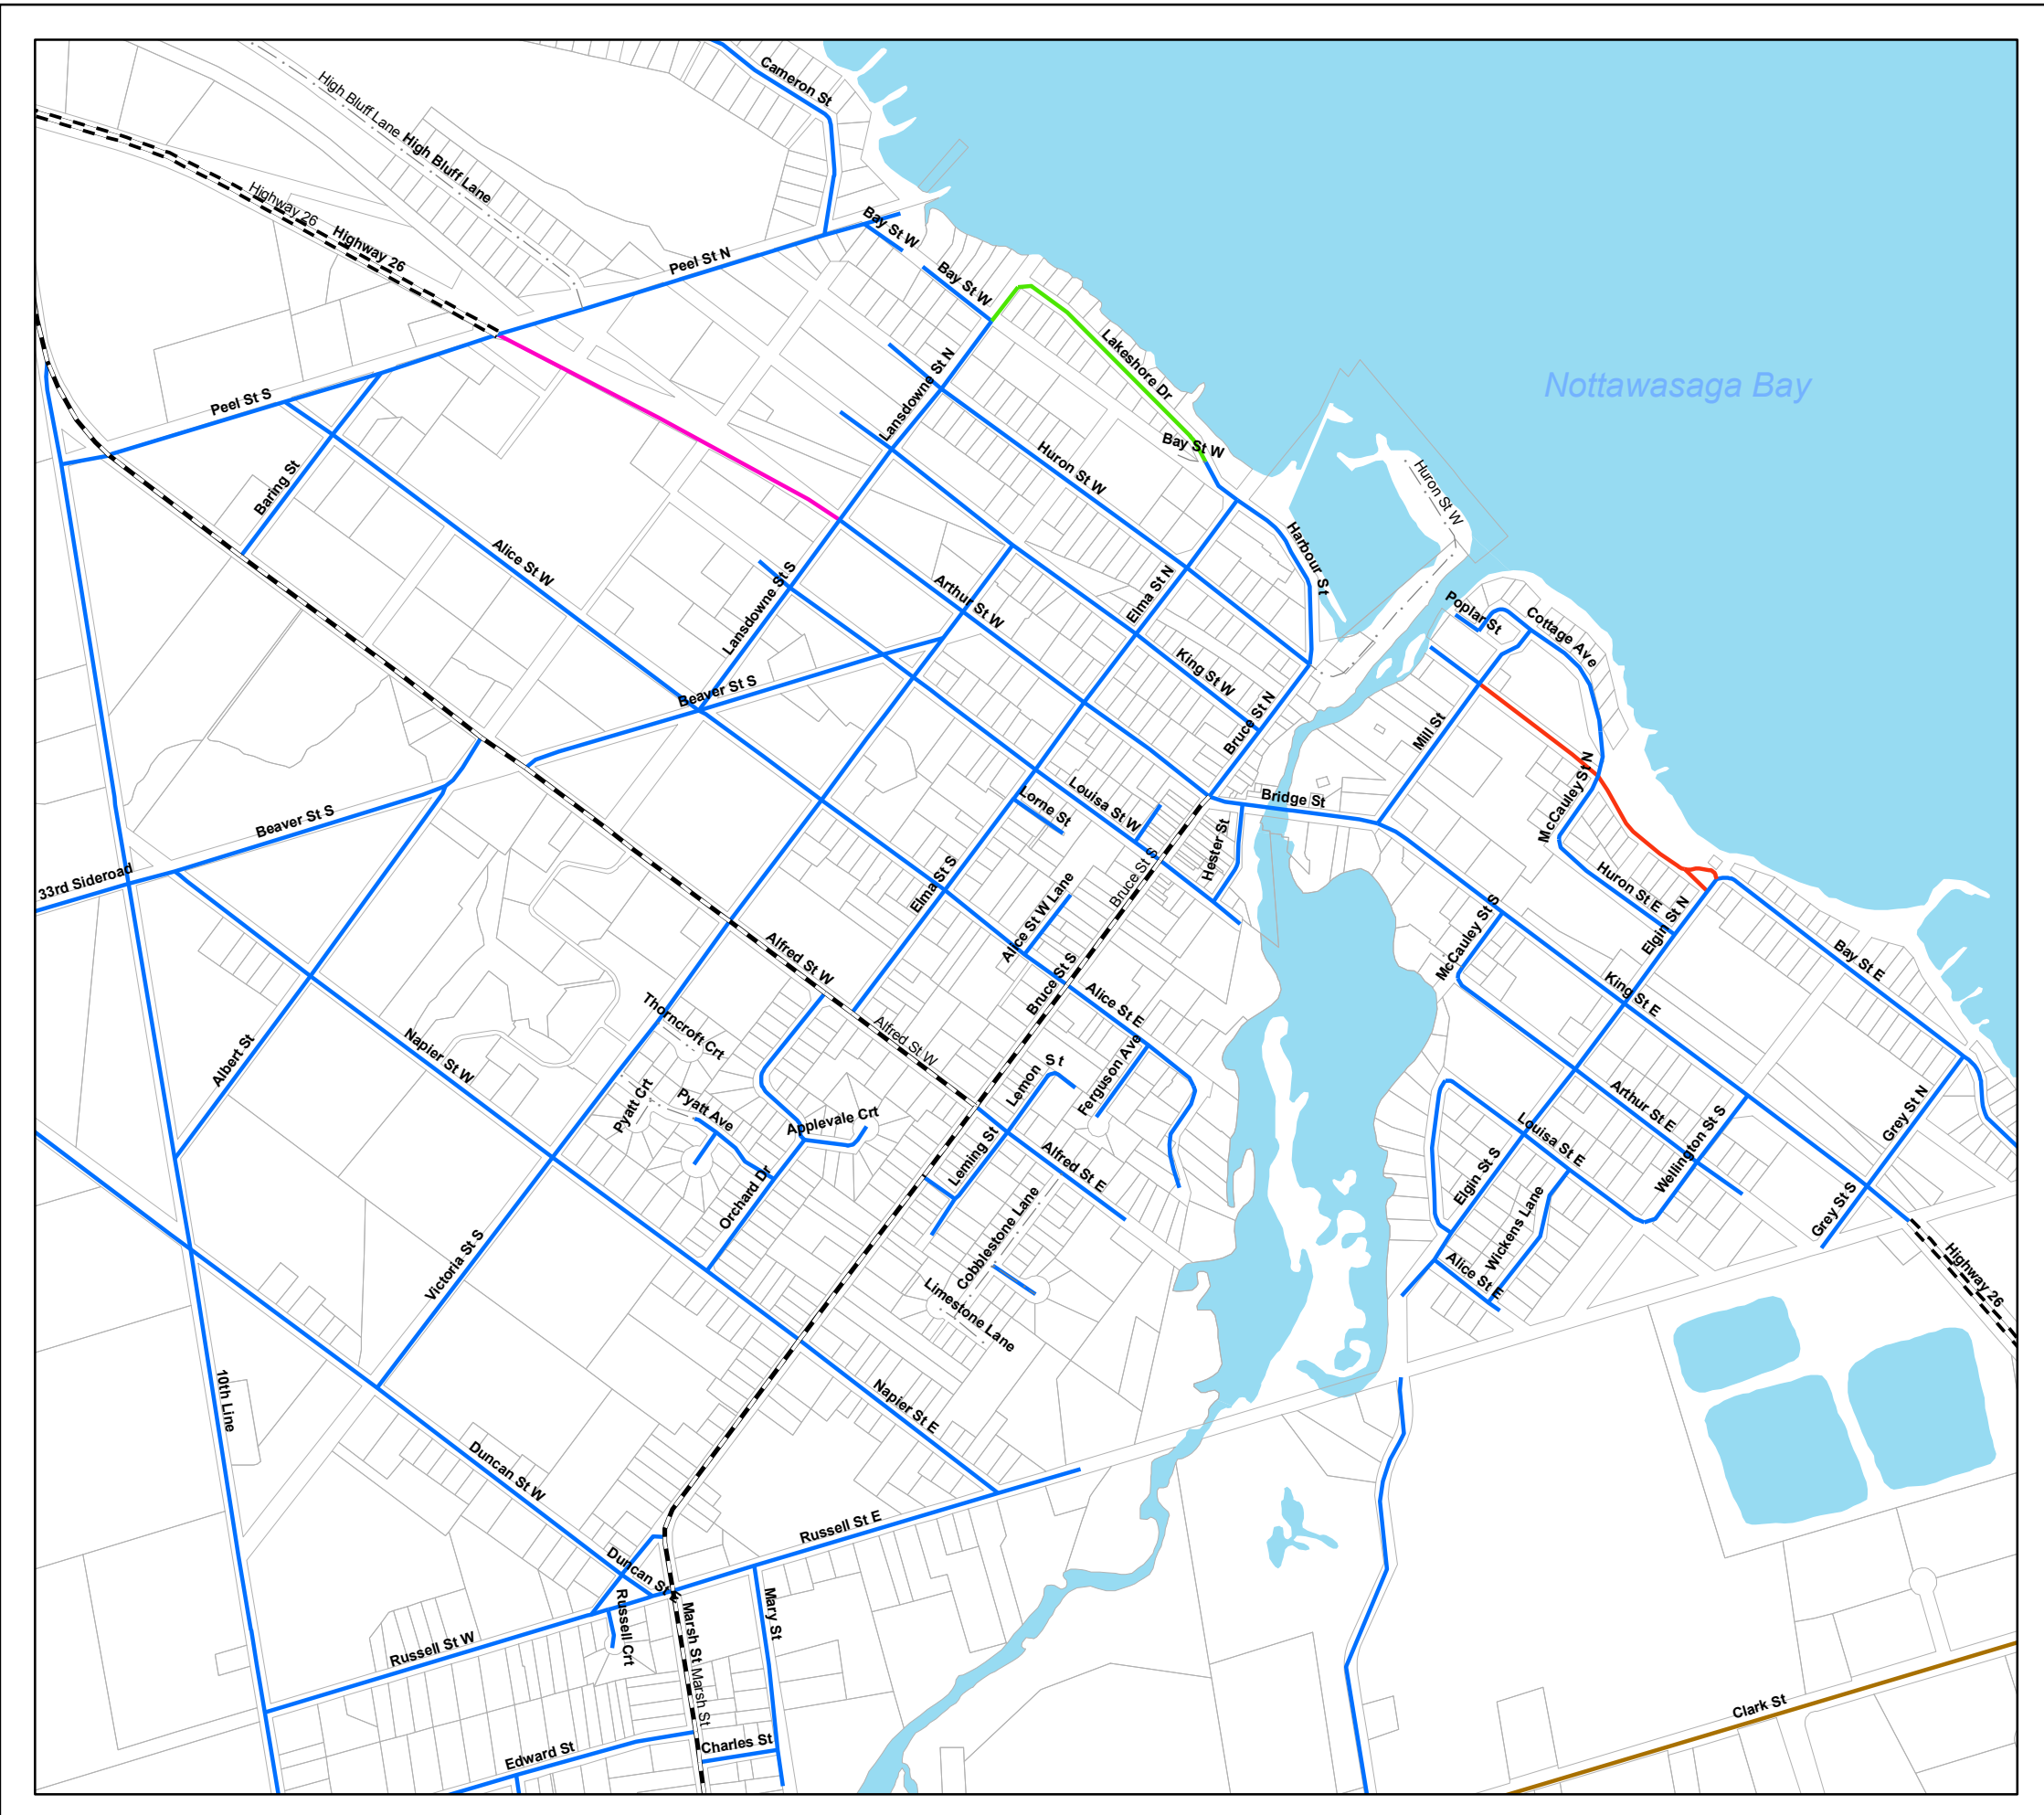 Cameron St
High Bluff Lane
High Bluff Lane
Highway 26
Highway 26
Bay St W
Peel St N
Bay St W
Lakeshore Dr
Nottawasaga Bay
Peel St S
Lansdowne St N
Bay St W
Huron St W
Huron St W
Baring St
Harbour St
Alice St W
Arthur St W
Elma St N
Lansdowne St S
Poplar St
Cottage Ave
King St W
Beaver St S
Bruce St N
Mill St
McCauley St N
Louisa St W
Lorne St
Bridge St
Beaver St S
Hester St
Bruce St S
33rd Sideroad
Elma St S
Alice St W Lane
Huron St E
Elgin St N
McCauley St S
Alfred St W
Bay St E
King St E
Bruce St S
Alice St E
Thorncroft Crt
Alfred St W
Napier St W
Albert St
Lemon St
Ferguson Ave
Pyatt Crt
Pyatt Ave
Applevale Crt
Arthur St E
Grey St N
Louisa St E
Wellington St S
Leming St
Alfred St E
Elgin St S
Orchard Dr
Wickens Lane
Grey St S
Victoria St S
Cobblestone Lane
Alice St E
Highway 26
Limestone Lane
10th Line
Napier St E
Duncan St W
Russell St E
Duncan St E
Russell Crt
Marsh St
Mary St
Russell St W
Marsh St
Clark St
Edward St
Charles St